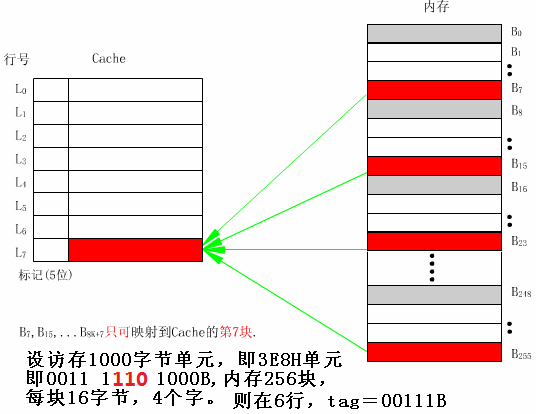 内存
行号 Cache
L0
L1
L2
L3
L4
L5
L6
L7
标记(5位)
B0
B1
B7
B8
B15
B16
B23
B248
B255
B7,B15,...B8K+7只可映射到Cache的第7块.
设访存1000字节单元，即3E8H单元
即0011 1110 1000B,内存256块，
每块16字节，4个字。 则在6行，tag＝00111B